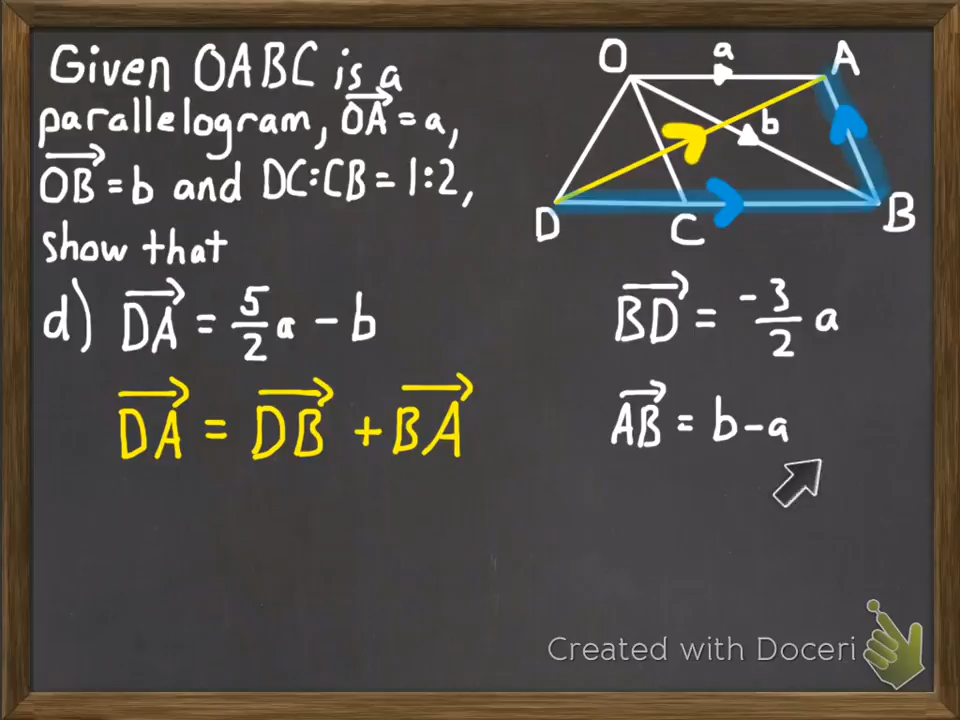 Given OABC is a
parallelogram, OA = a,
OB = b and DC:CB = 1:2,
show that
d) DA = 5/2 a - b
DA = DB + BA
O
a
A
b
D
C
B
BD = -3/2 a
AB = b - a
Created with Doceri